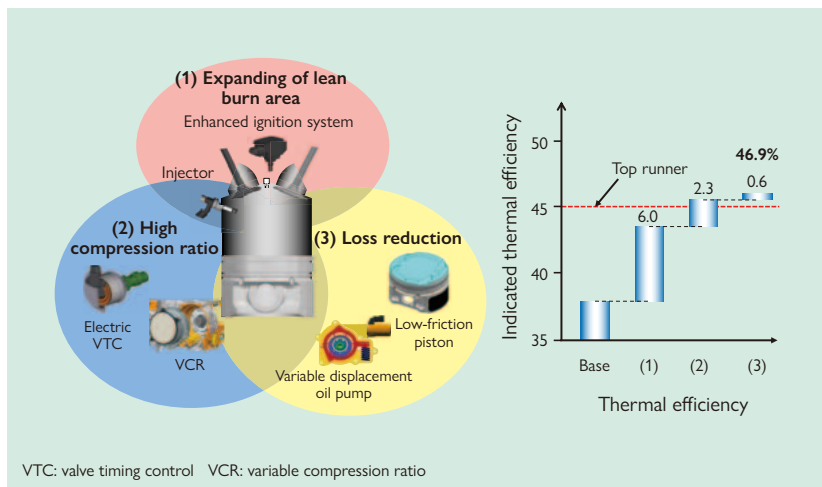 (1) Expanding of lean
burn area
Enhanced ignition system
Injector
(2) High
compression ratio
Electric
VTC
VCR
(3) Loss reduction
Low-friction
piston
Variable displacement
oil pump
Indicated thermal efficiency
50
45
40
35
Top runner
6.0
2.3
46.9%
0.6
Base
(1)
(2)
(3)
Thermal efficiency
VTC: valve timing control VCR: variable compression ratio